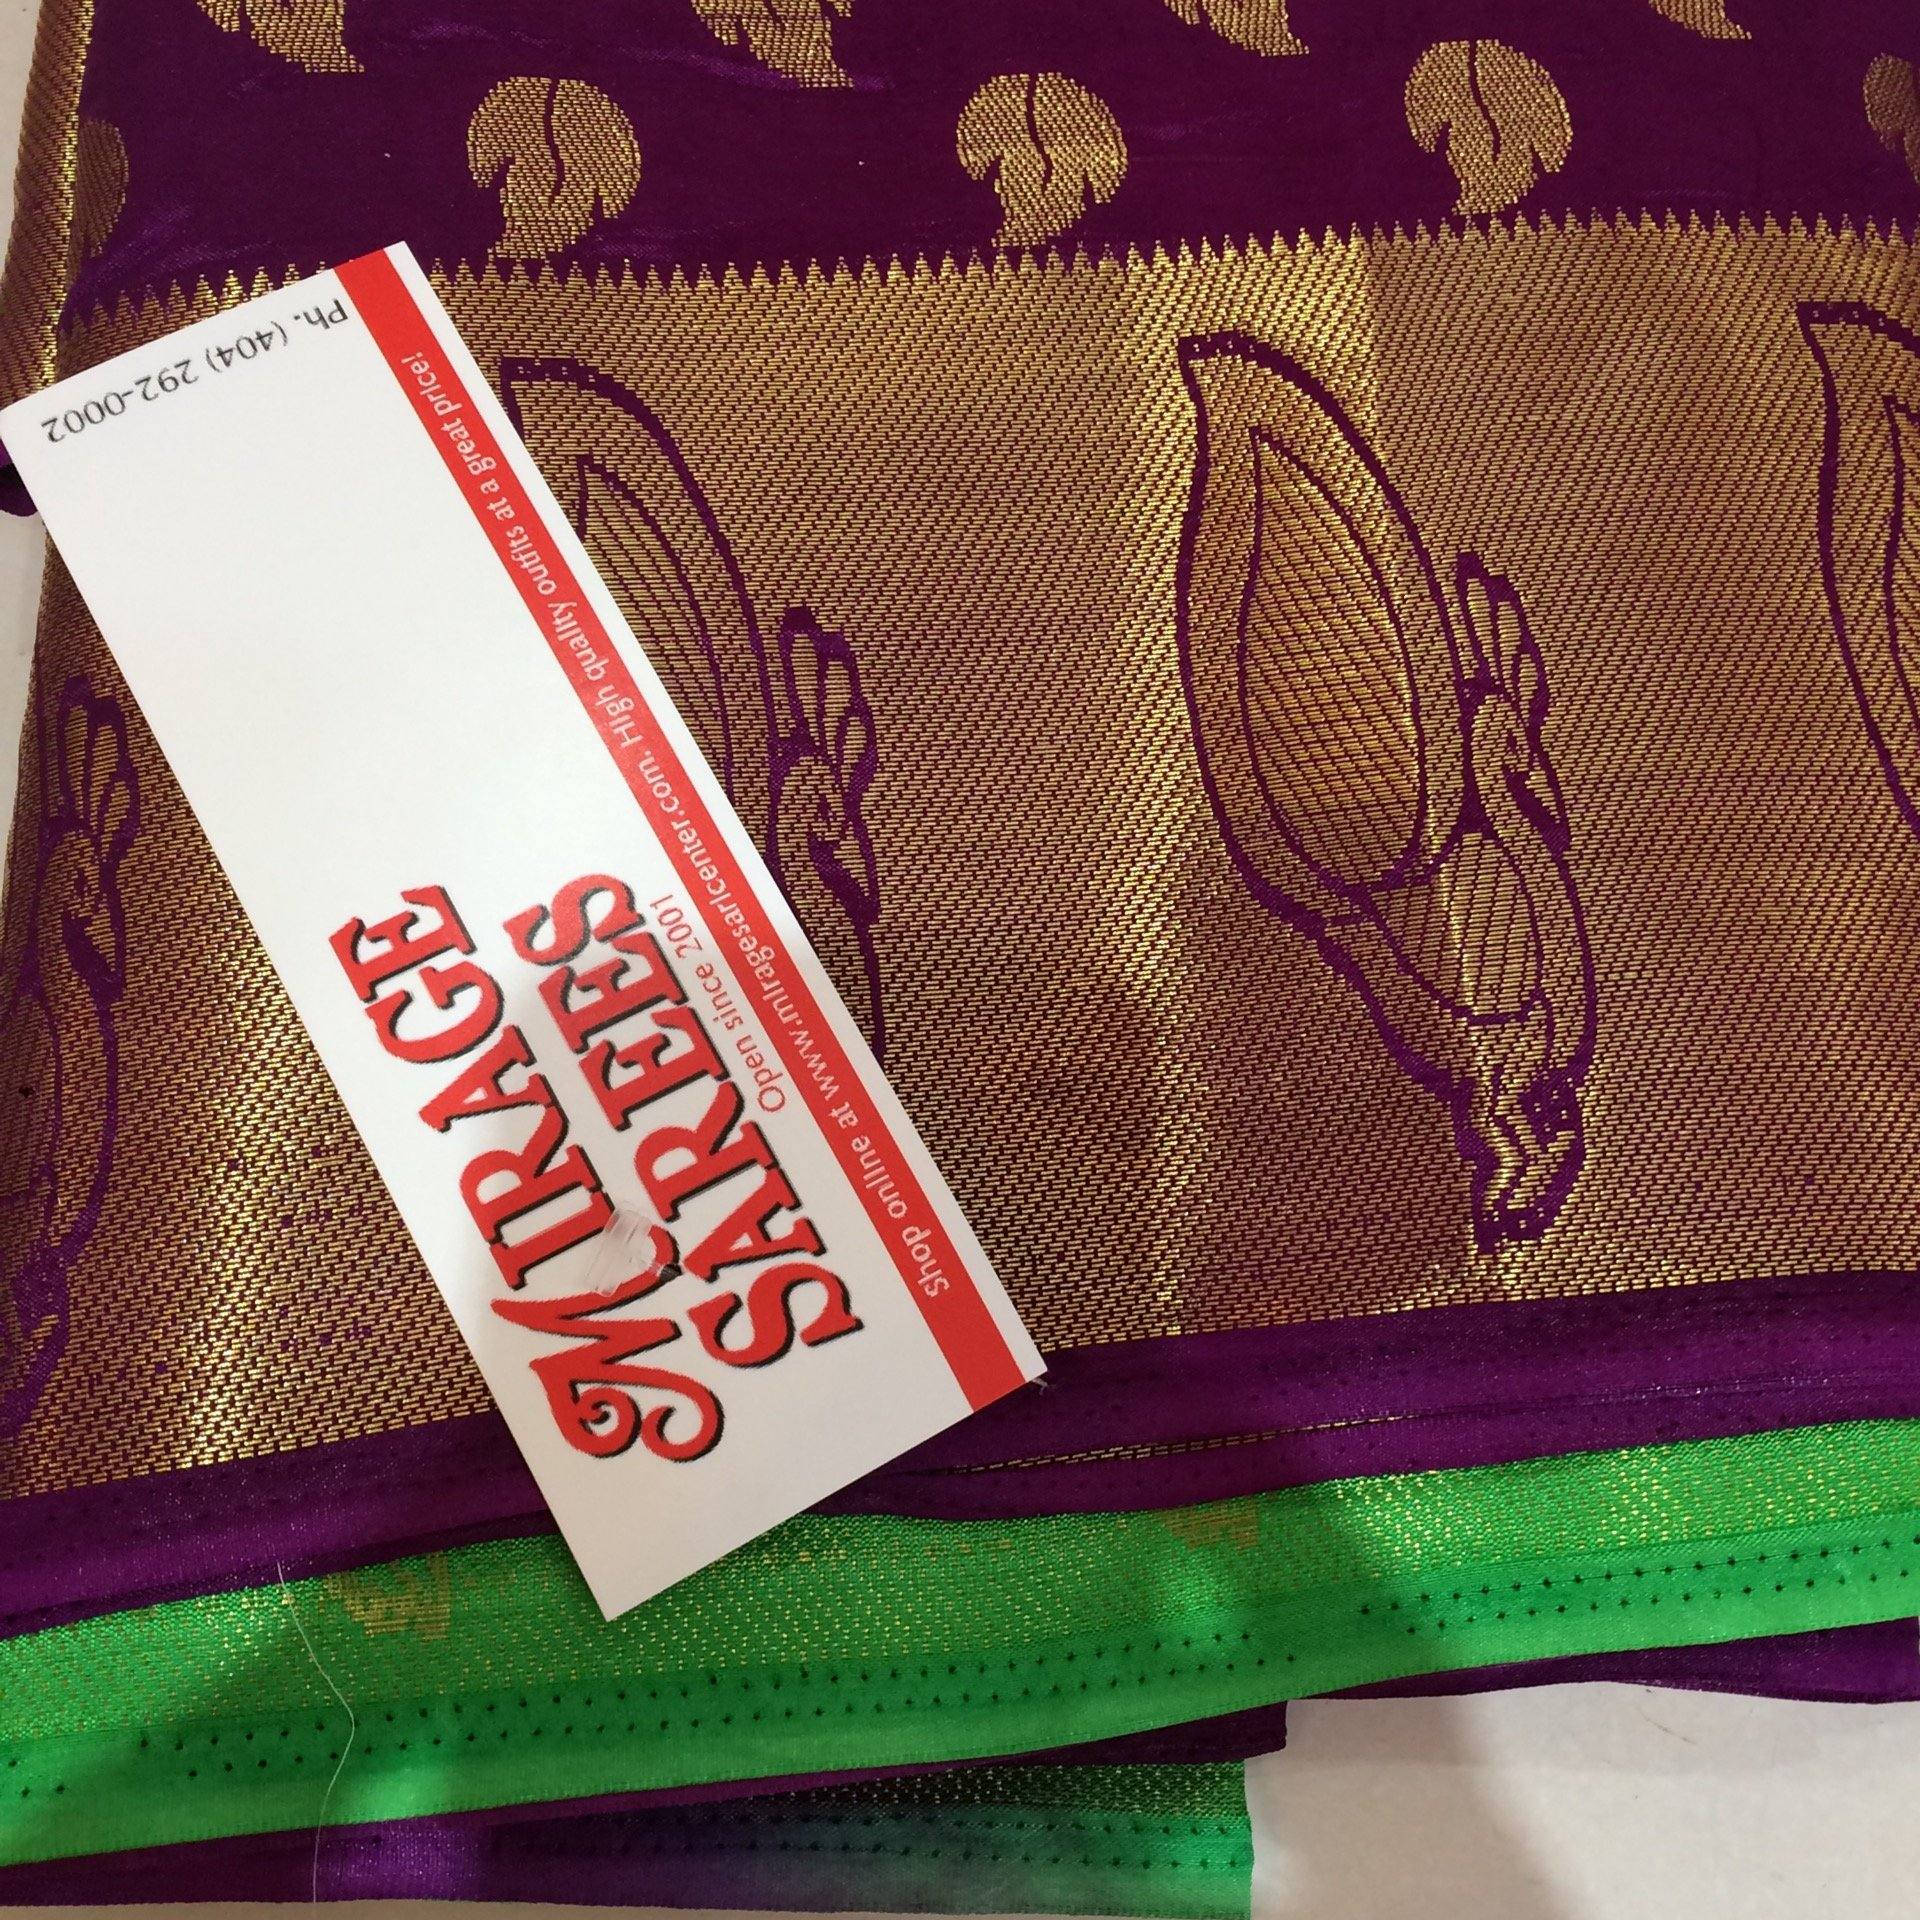 MIRAGE
SAREES
Open since 2001
Shop online at www.miragesaricenter.com. High quality outfits at a great price!
Ph. (404) 292-0002